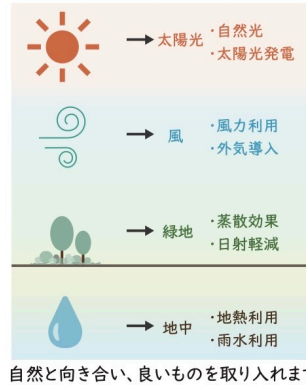 太陽光
・自然光
・太陽光発電
風
・風力利用
・外気導入
緑地
・蒸散効果
・日射軽減
地中
・地熱利用
・雨水利用
自然と向き合い、良いものを取り入れま